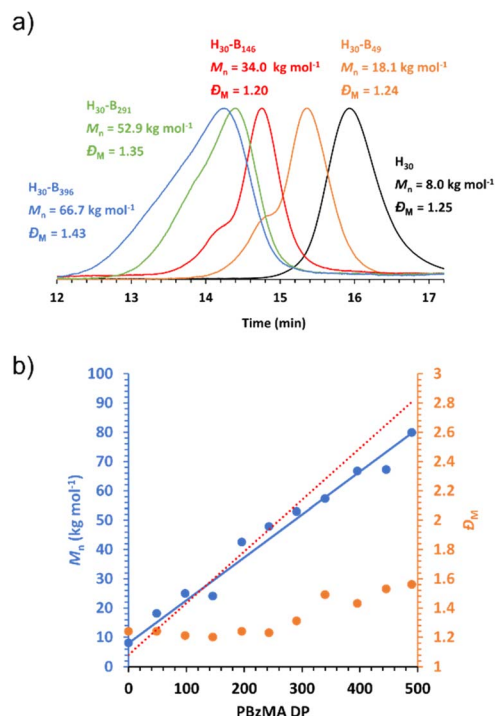 a)
H30-B146
Mn = 34.0 kg mol-1
ĐM = 1.20
H30-B49
Mn = 18.1 kg mol-1
ĐM = 1.24
H30-B291
Mn = 52.9 kg mol-1
ĐM = 1.35
H30
Mn = 8.0 kg mol-1
ĐM = 1.25
H30-B396
Mn = 66.7 kg mol-1
ĐM = 1.43
12 13 14 15 16 17
Time (min)
b)
100
90
80
70
60
50
40
30
20
10
0
Mn (kg mol-1)
3
2.8
2.6
2.4
2.2
2
1.8
1.6
1.4
1.2
1
ĐM
0 100 200 300 400 500
PBzMA DP